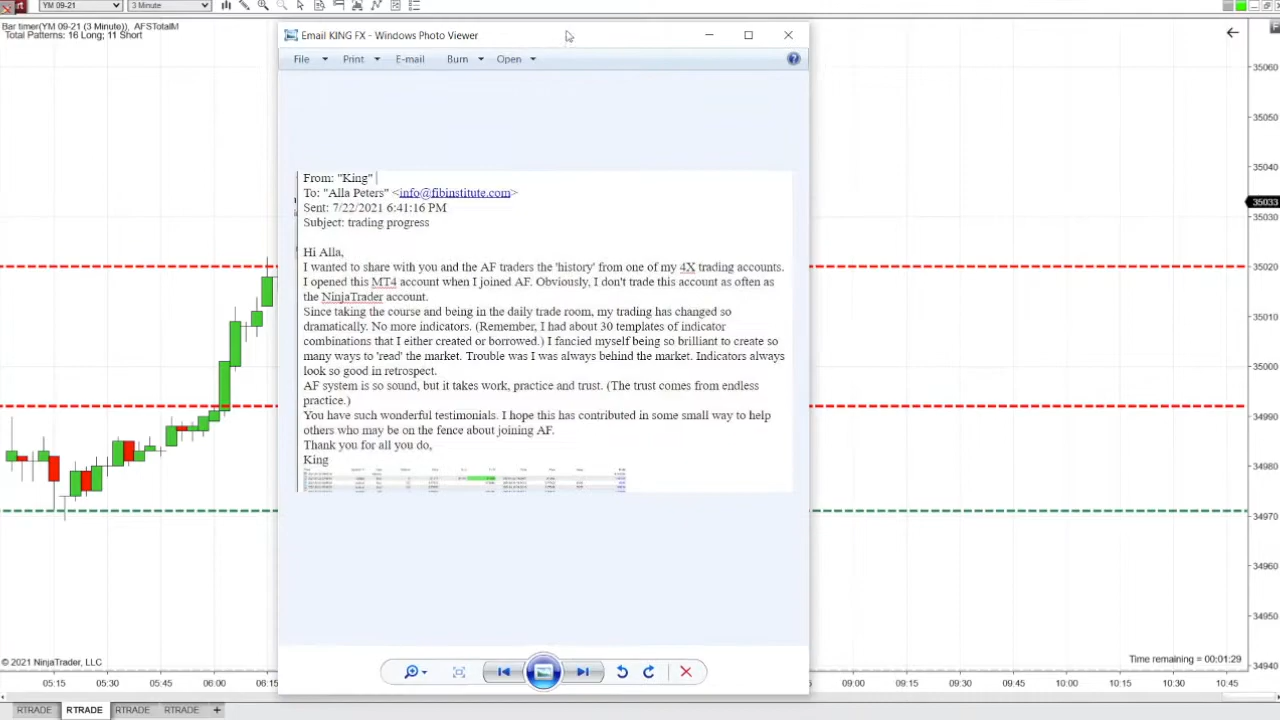 YM 09-21
3 Minute
Bar timer(YM 09-21 (3 Minute), AFSTotalM
Total Patterns: 16 Long; 11 Short
Email KING FX - Windows Photo Viewer
File Print E-mail Burn Open
From: "King"
To: "Alla Peters" <info@fibinstitute.com>
Sent: 7/22/2021 6:41:16 PM
Subject: trading progress
Hi Alla,
I wanted to share with you and the AF traders the 'history' from one of my 4X trading accounts.
I opened this MT4 account when I joined AF. Obviously, I don't trade this account as often as
the NinjaTrader account.
Since taking the course and being in the daily trade room, my trading has changed so
dramatically. No more indicators. (Remember, I had about 30 templates of indicator
combinations that I either created or borrowed.) I fancied myself being so brilliant to create so
many ways to 'read' the market. Trouble was I was always behind the market. Indicators always
look so good in retrospect.
AF system is so sound, but it takes work, practice and trust. (The trust comes from endless
practice.)
You have such wonderful testimonials. I hope this has contributed in some small way to help
others who may be on the fence about joining AF.
Thank you for all you do,
King
F
35060
35050
35040
35033
35030
35020
35010
35000
34990
34980
34970
34960
34950
34940
© 2021 NinjaTrader, LLC
Time remaining = 00:01:29
05:15 05:30 05:45 06:00 06:15 09:00 09:15 09:30 09:45 10:00 10:15 10:30 10:45
RTRADE RTRADE RTRADE RTRADE +